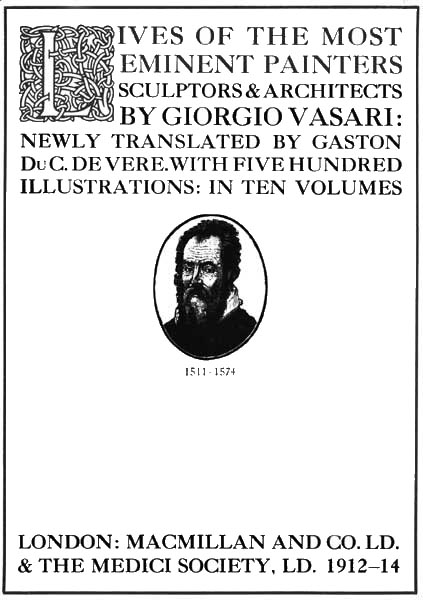 LIVES OF THE MOST
EMINENT PAINTERS
SCULPTORS & ARCHITECTS
BY GIORGIO VASARI:
NEWLY TRANSLATED BY GASTON
DU C. DE VERE. WITH FIVE HUNDRED
ILLUSTRATIONS: IN TEN VOLUMES
1511-1574
LONDON: MACMILLAN AND CO. LD.
& THE MEDICI SOCIETY, LD. 1912-14